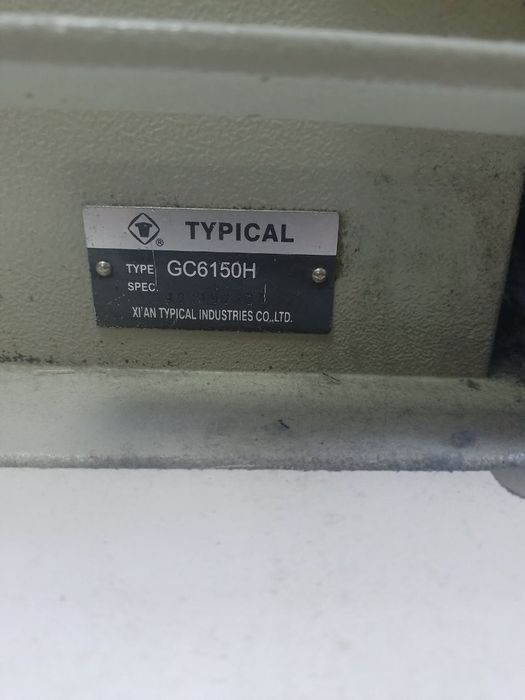 ® TYPICAL
TYPE GC6150H
SPEC.
XI'AN TYPICAL INDUSTRIES CO.,LTD.